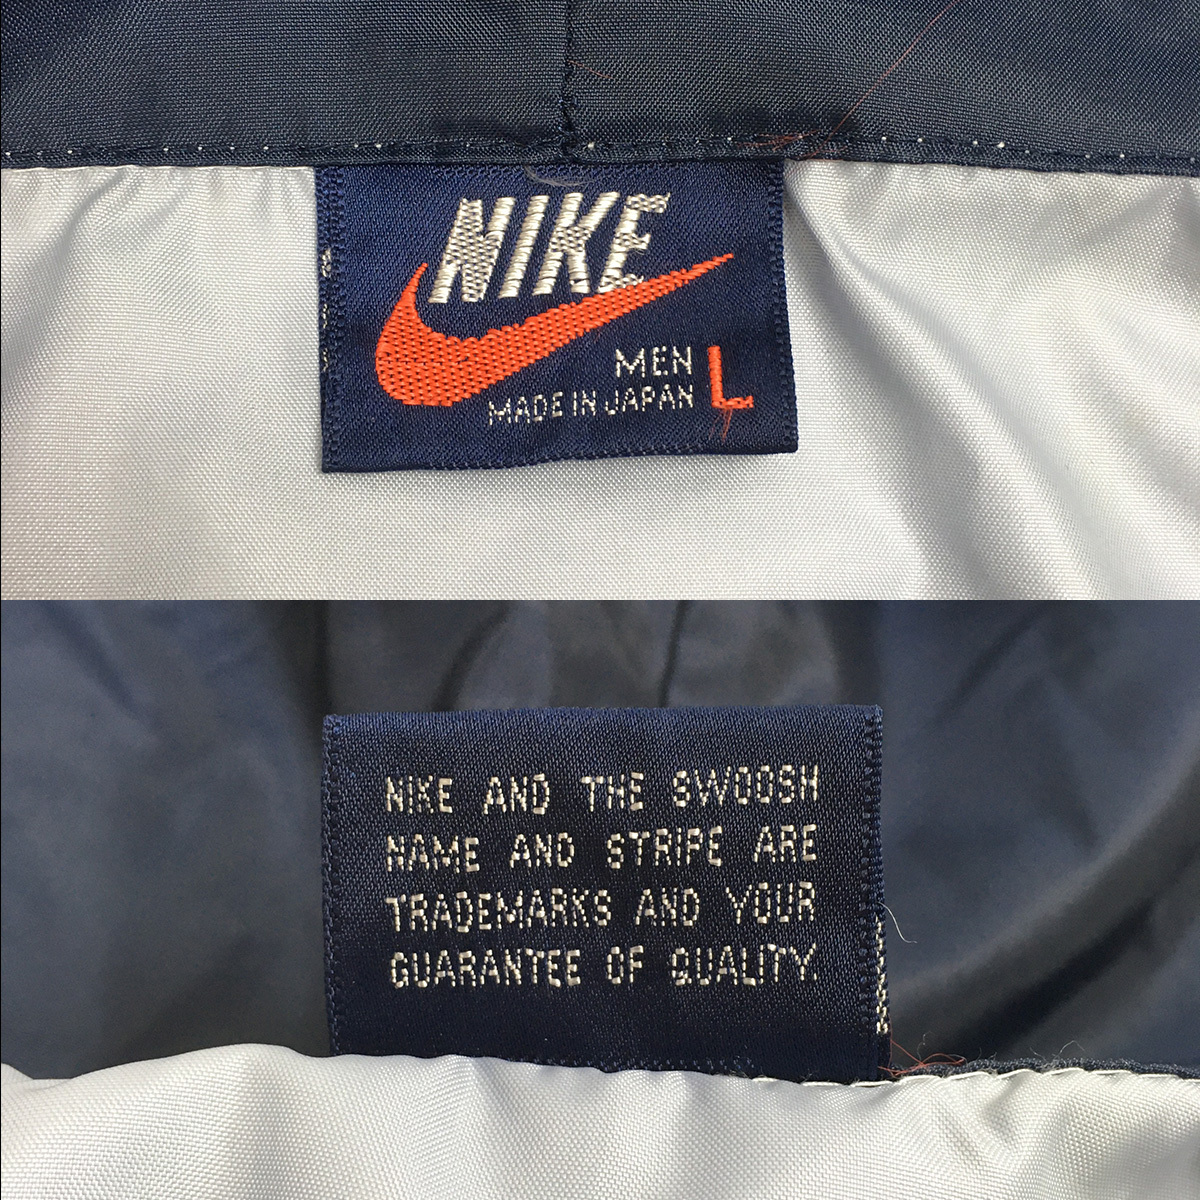 NIKE
MEN L
MADE IN JAPAN
NIKE AND THE SWOOSH
NAME AND STRIPE ARE
TRADEMARKS AND YOUR
GUARANTEE OF QUALITY.